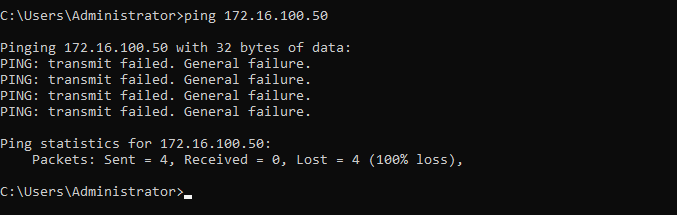 C:\Users\Administrator>ping 172.16.100.50
Pinging 172.16.100.50 with 32 bytes of data:
PING: transmit failed. General failure.
PING: transmit failed. General failure.
PING: transmit failed. General failure.
PING: transmit failed. General failure.
Ping statistics for 172.16.100.50:
    Packets: Sent = 4, Received = 0, Lost = 4 (100% loss),
C:\Users\Administrator>